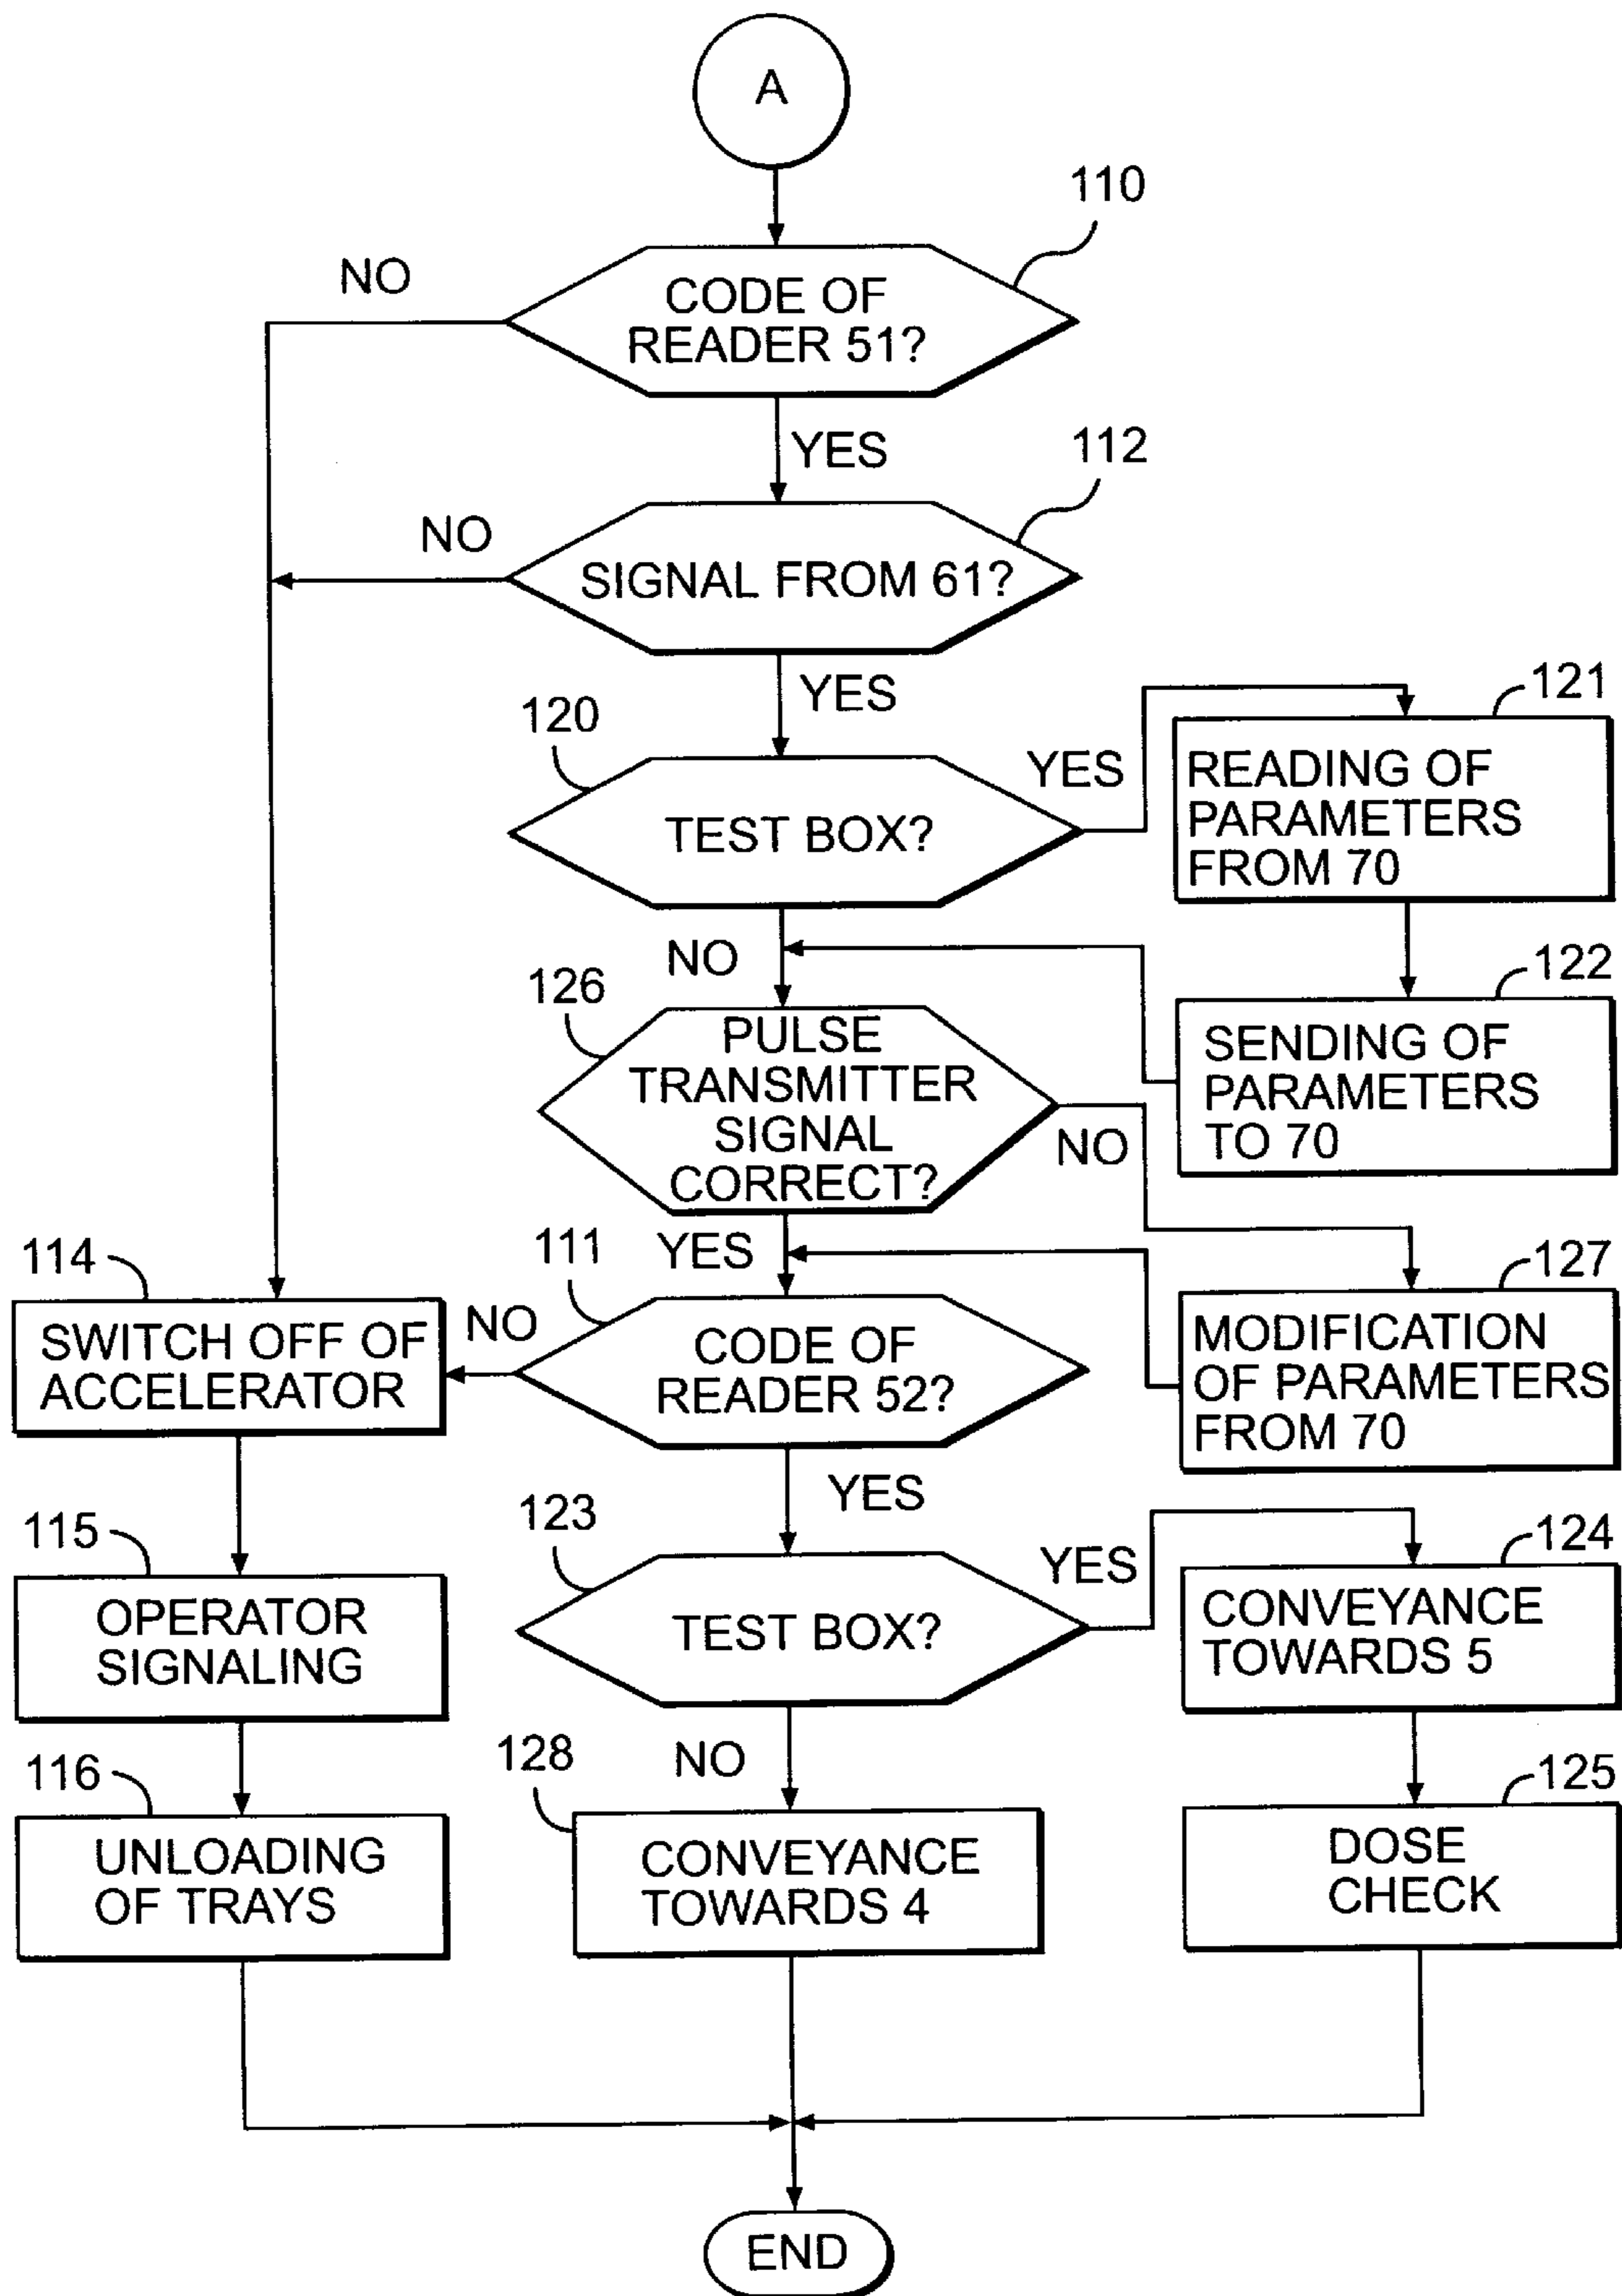 A
110
NO
CODE OF
READER 51?
YES
112
NO
SIGNAL FROM 61?
YES
120
TEST BOX?
YES
121
READING OF
PARAMETERS
FROM 70
NO
122
SENDING OF
PARAMETERS
TO 70
126
PULSE
TRANSMITTER
SIGNAL
CORRECT?
NO
YES
127
MODIFICATION
OF PARAMETERS
FROM 70
111
CODE OF
READER 52?
NO
114
SWITCH OFF OF
ACCELERATOR
YES
123
TEST BOX?
YES
124
CONVEYANCE
TOWARDS 5
115
OPERATOR
SIGNALING
NO
128
CONVEYANCE
TOWARDS 4
125
DOSE
CHECK
116
UNLOADING
OF TRAYS
END